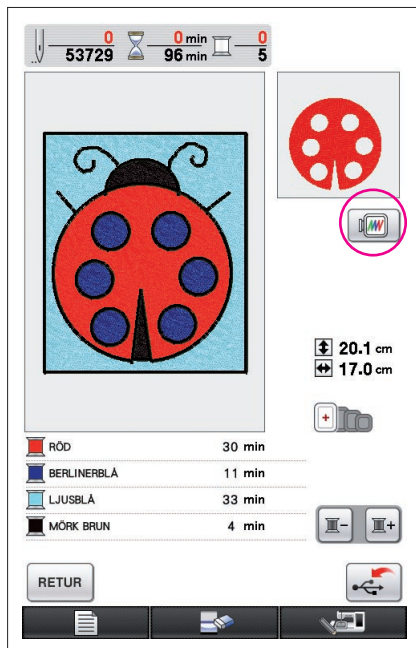 0 0 min 0
53729 96 min 5
20.1 cm
17.0 cm
RÖD 30 min
BERLINERBLÅ 11 min
LJUSBLÅ 33 min
MÖRK BRUN 4 min
RETUR